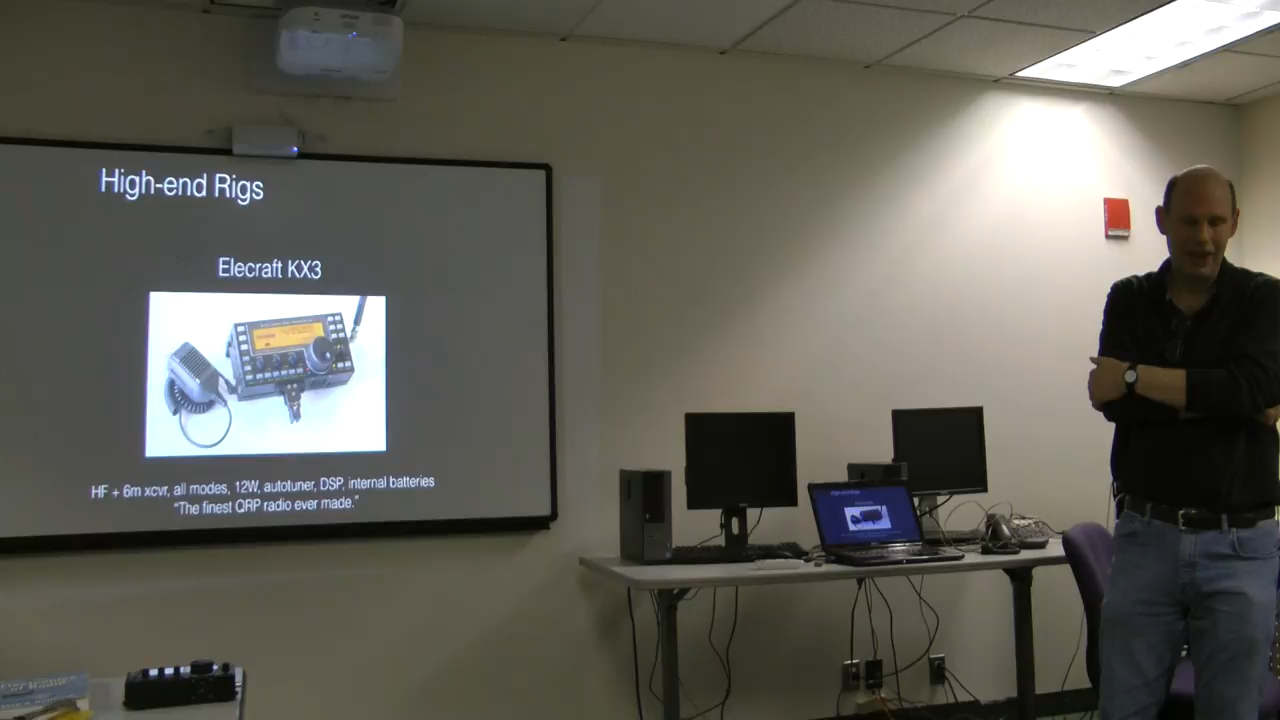 High-end Rigs
Elecraft KX3
HF + 6m xcvr, all modes, 12W, autotuner, DSP, internal batteries
“The finest QRP radio ever made.”